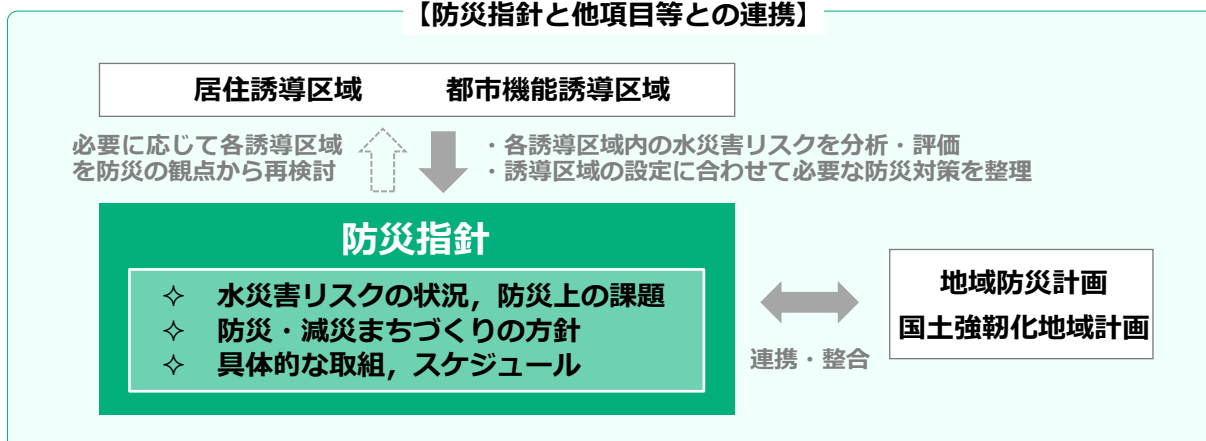 【防災指針と他項目等との連携】
居住誘導区域 都市機能誘導区域
必要に応じて各誘導区域
を防災の観点から再検討
・各誘導区域内の水災害リスクを分析・評価
・誘導区域の設定に合わせて必要な防災対策を整理
防災指針
✧ 水災害リスクの状況，防災上の課題
✧ 防災・減災まちづくりの方針
✧ 具体的な取組，スケジュール
連携・整合
地域防災計画
国土強靭化地域計画